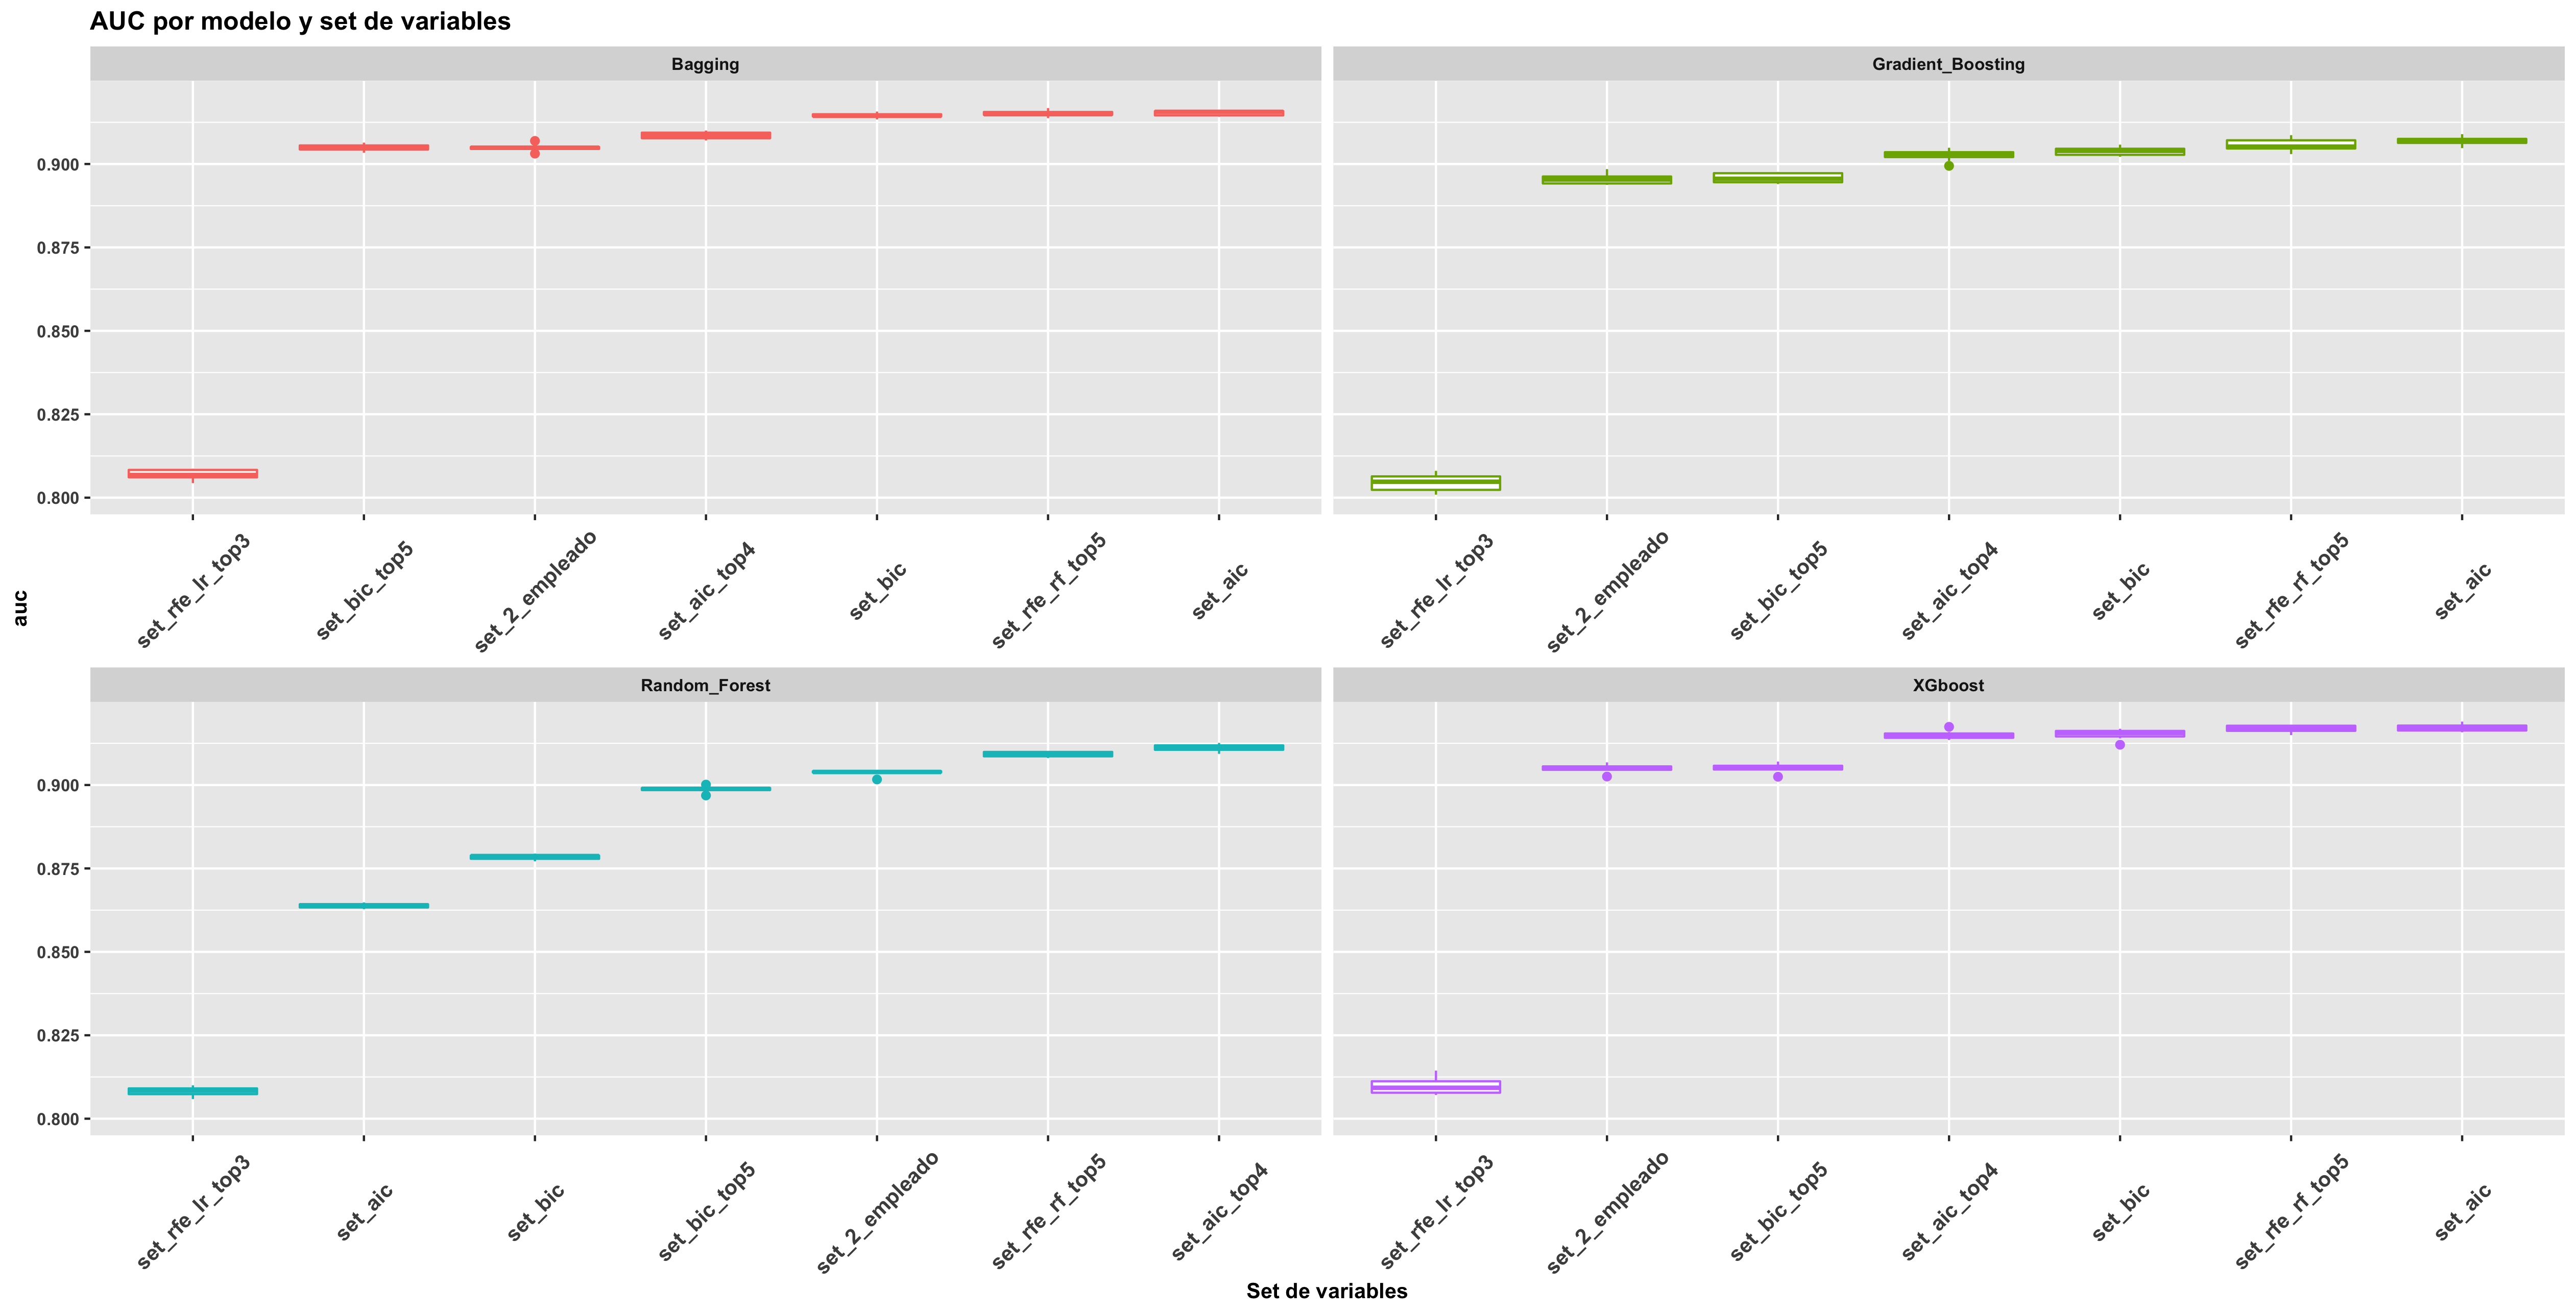 AUC por modelo y set de variables
Bagging
Gradient_Boosting
0.900
0.875
0.850
0.825
0.800
set_rfe_lr_top3
set_bic_top5
set_2_empleado
set_aic_top4
set_bic
set_rfe_rf_top5
set_aic
set_rfe_lr_top3
set_2_empleado
set_bic_top5
set_aic_top4
set_bic
set_rfe_rf_top5
set_aic
auc
Random_Forest
XGboost
0.900
0.875
0.850
0.825
0.800
set_rfe_lr_top3
set_aic
set_bic
set_bic_top5
set_2_empleado
set_rfe_rf_top5
set_aic_top4
set_rfe_lr_top3
set_2_empleado
set_bic_top5
set_aic_top4
set_bic
set_rfe_rf_top5
set_aic
Set de variables